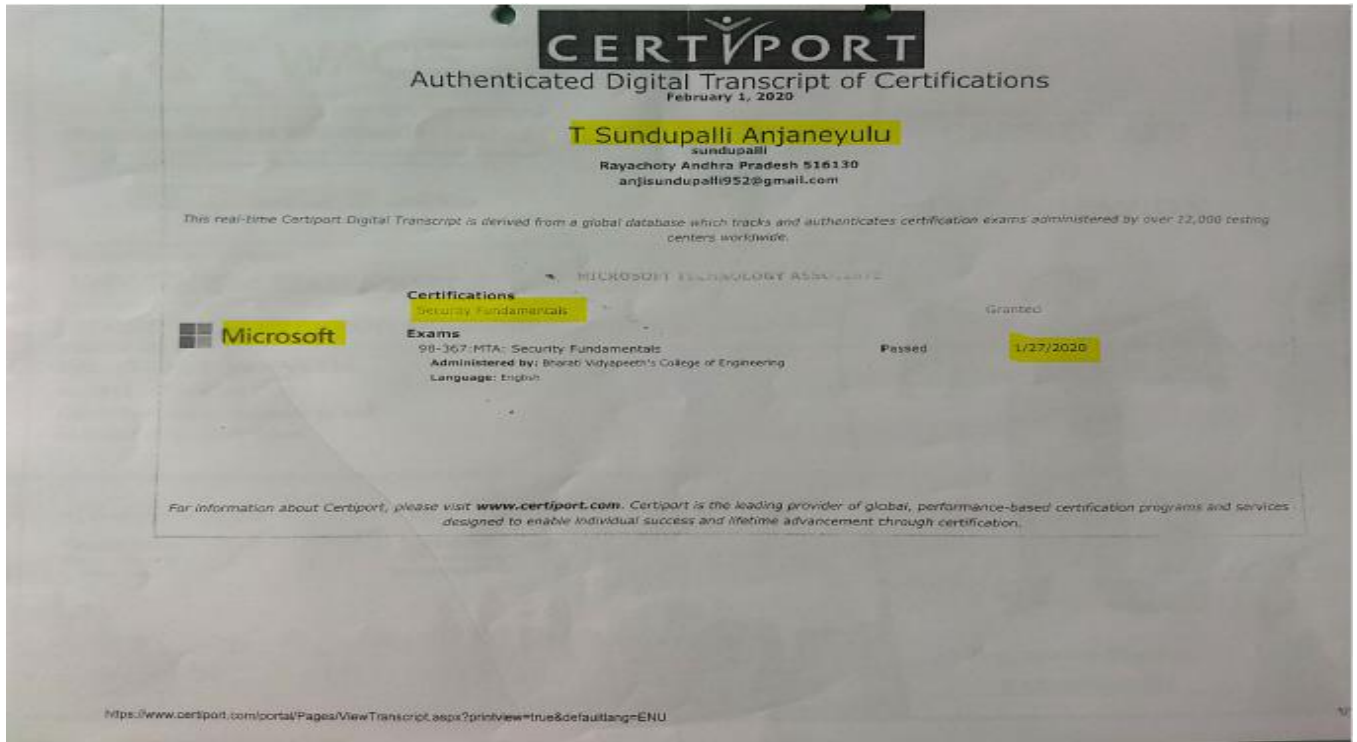 CERTIPORT
Authenticated Digital Transcript of Certifications
February 1, 2020
T Sundupalli Anjaneyulu
sundupalli
Rayachoty Andhra Pradesh 516130
anjisundupalli952@gmail.com
This real-time Certiport Digital Transcript is derived from a global database which tracks and authenticates certification exams administered by over 12,000 testing
centers worldwide.
MICROSOFT TECHNOLOGY ASSOCIATE
Certifications
Security Fundamentals Granted
Microsoft
Exams
98-367:MTA: Security Fundamentals Passed 1/27/2020
Administered by: Bharati Vidyapeeth's College of Engineering
Language: English
For information about Certiport, please visit www.certiport.com. Certiport is the leading provider of global, performance-based certification programs and services
designed to enable individual success and lifetime advancement through certification.
https://www.certiport.com/portal/Pages/ViewTranscript.aspx?printview=true&defaultlang=ENU